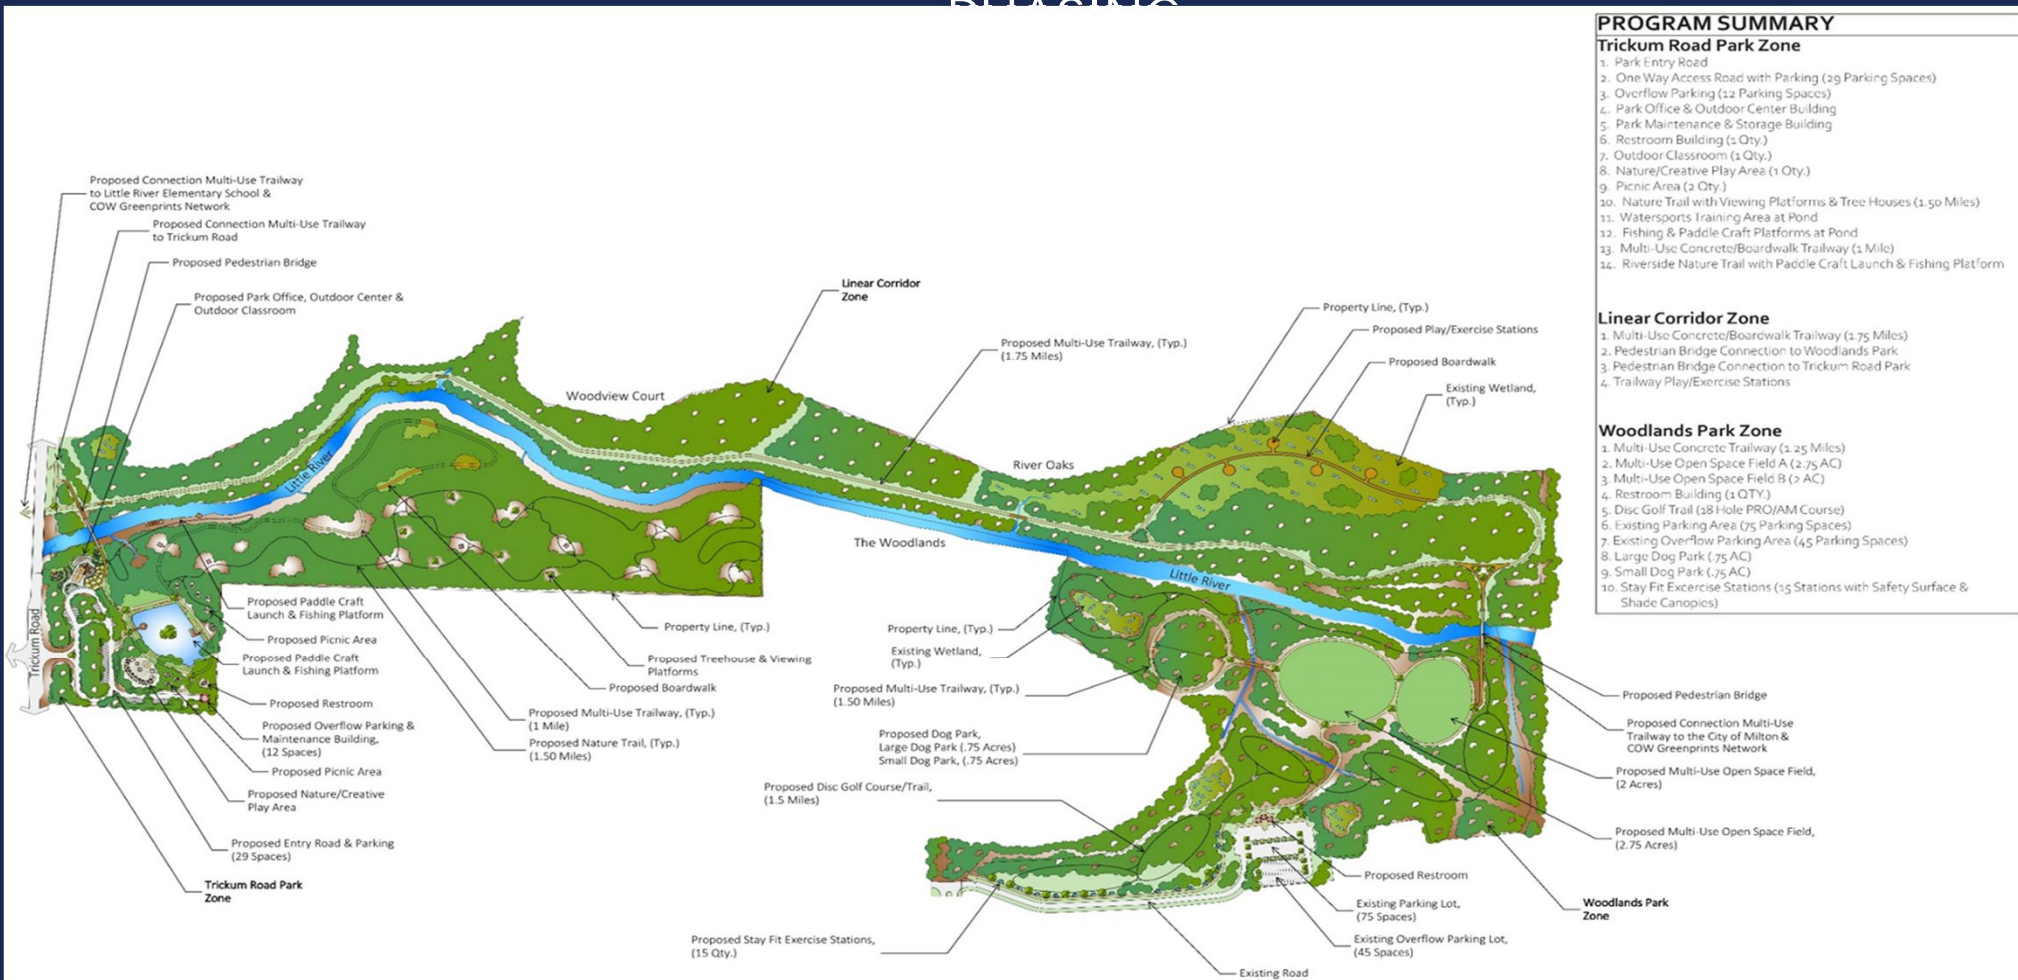 PHASING
PROGRAM SUMMARY
Trickum Road Park Zone
1. Park Entry Road
2. One Way Access Road with Parking (29 Parking Spaces)
3. Overflow Parking (12 Parking Spaces)
4. Park Office & Outdoor Center Building
5. Park Maintenance & Storage Building
6. Restroom Building (1 Qty.)
7. Outdoor Classroom (1 Qty.)
8. Nature/Creative Play Area (1 Qty.)
9. Picnic Area (2 Qty.)
10. Nature Trail with Viewing Platforms & Tree Houses (1.50 Miles)
11. Watersports Training Area at Pond
12. Fishing & Paddle Craft Platforms at Pond
13. Multi-Use Concrete/Boardwalk Trailway (1 Mile)
14. Riverside Nature Trail with Paddle Craft Launch & Fishing Platform
Linear Corridor Zone
1. Multi-Use Concrete/Boardwalk Trailway (1.75 Miles)
2. Pedestrian Bridge Connection to Woodlands Park
3. Pedestrian Bridge Connection to Trickum Road Park
4. Trailway Play/Exercise Stations
Woodlands Park Zone
1. Multi-Use Concrete Trailway (1.25 Miles)
2. Multi-Use Open Space Field A (2.75 AC)
3. Multi-Use Open Space Field B (2 AC)
4. Restroom Building (1 QTY.)
5. Disc Golf Trail (18 Hole PRO/AM Course)
6. Existing Parking Area (75 Parking Spaces)
7. Existing Overflow Parking Area (45 Parking Spaces)
8. Large Dog Park (.75 AC)
9. Small Dog Park (.75 AC)
10. Stay Fit Excercise Stations (15 Stations with Safety Surface &
Shade Canopies)
Proposed Connection Multi-Use Trailway
to Little River Elementary School &
COW Greenprints Network
Proposed Connection Multi-Use Trailway
to Trickum Road
Proposed Pedestrian Bridge
Proposed Park Office, Outdoor Center &
Outdoor Classroom
Linear Corridor
Zone
Proposed Multi-Use Trailway, (Typ.)
(1.75 Miles)
Property Line, (Typ.)
Proposed Play/Exercise Stations
Proposed Boardwalk
Existing Wetland,
(Typ.)
Woodview Court
River Oaks
Little River
The Woodlands
Little River
Trickum Road
Proposed Paddle Craft
Launch & Fishing Platform
Proposed Picnic Area
Proposed Paddle Craft
Launch & Fishing Platform
Proposed Restroom
Proposed Overflow Parking &
Maintenance Building,
(12 Spaces)
Proposed Picnic Area
Proposed Nature/Creative
Play Area
Proposed Entry Road & Parking
(29 Spaces)
Trickum Road Park
Zone
Property Line, (Typ.)
Proposed Treehouse & Viewing
Platforms
Proposed Boardwalk
Proposed Multi-Use Trailway, (Typ.)
(1 Mile)
Proposed Nature Trail, (Typ.)
(1.50 Miles)
Property Line, (Typ.)
Existing Wetland,
(Typ.)
Proposed Multi-Use Trailway, (Typ.)
(1.50 Miles)
Proposed Dog Park,
Large Dog Park (.75 Acres)
Small Dog Park, (.75 Acres)
Proposed Disc Golf Course/Trail,
(1.5 Miles)
Proposed Stay Fit Exercise Stations,
(15 Qty.)
Proposed Pedestrian Bridge
Proposed Connection Multi-Use
Trailway to the City of Milton &
COW Greenprints Network
Proposed Multi-Use Open Space Field,
(2 Acres)
Proposed Multi-Use Open Space Field,
(2.75 Acres)
Proposed Restroom
Existing Parking Lot,
(75 Spaces)
Existing Overflow Parking Lot,
(45 Spaces)
Existing Road
Woodlands Park
Zone